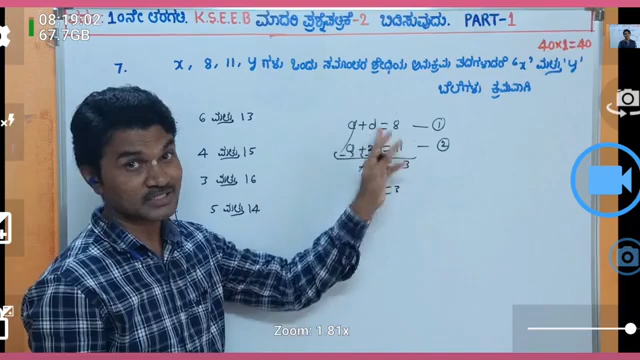 08:19:02
67.7GB
10ನೇ ತರಗತಿ K.S.E.E.B ಮಾದರಿ ಪ್ರಶ್ನೆಪತ್ರಿಕೆ-2 ಬಿಡಿಸುವುದು. PART-1
40×1=40
7. x, 8, 11, y ಗಳು ಒಂದು ಸಮಾಂತರ ಶ್ರೇಢಿಯ ಅನುಕ್ರಮ ಪದಗಳಾದರೆ 'x' ಮತ್ತು 'y'
ಬೆಲೆಗಳು ಕ್ರಮವಾಗಿ
6 ಮತ್ತು 13
4 ಮತ್ತು 15
3 ಮತ್ತು 16
5 ಮತ್ತು 14
a+d=8 — ①
— ②
3
=3
Zoom: 1.81x